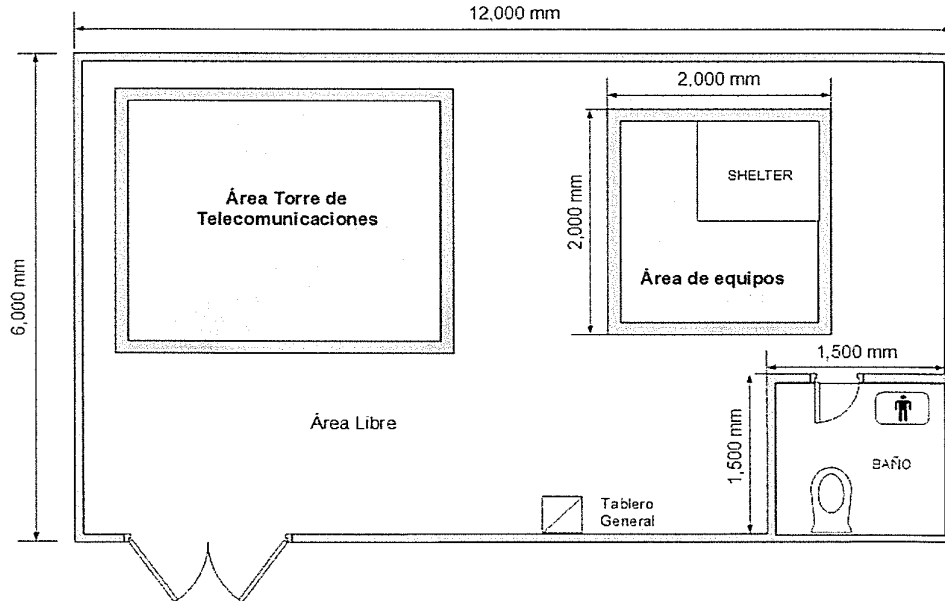 12,000 mm
2,000 mm
SHELTER
Área Torre de
Telecomunicaciones
2,000 mm
Área de equipos
6,000 mm
1,500 mm
Área Libre
1,500 mm
BAÑO
Tablero
General